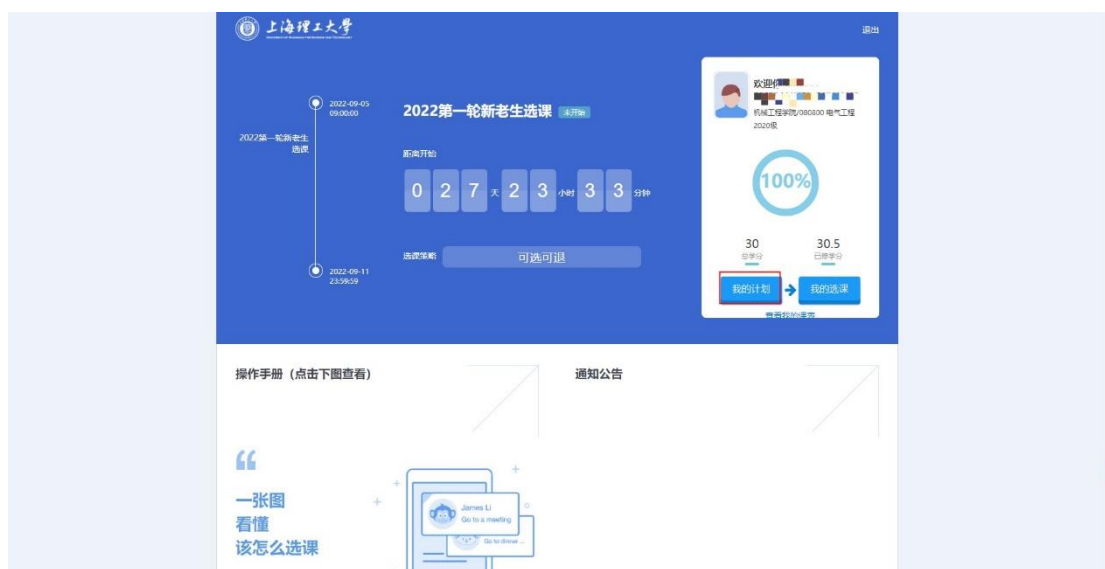 上海理工大學
退出
2022-09-05
09:00:00
2022第一轮新老生
选课
2022-09-11
23:59:59
2022第一轮新老生选课 未开始
距离开始
0 2 7 天 2 3 小时 3 3 分钟
选课策略 可选可退
欢迎你
机械工程学院/080800 电气工程
2020级
100%
30 30.5
总学分 已修学分
我的计划 我的选课
查看我的课表
操作手册（点击下图查看）
通知公告
一张图
看懂
该怎么选课
James Li
Go to a meeting
Go to dinner ...